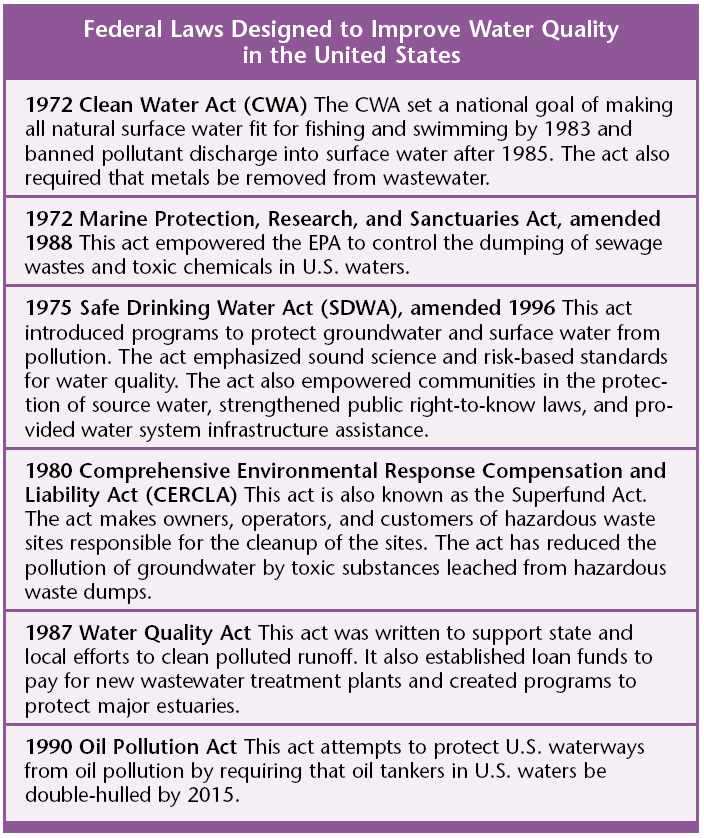 Federal Laws Designed to Improve Water Quality
in the United States
1972 Clean Water Act (CWA) The CWA set a national goal of making
all natural surface water fit for fishing and swimming by 1983 and
banned pollutant discharge into surface water after 1985. The act also
required that metals be removed from wastewater.
1972 Marine Protection, Research, and Sanctuaries Act, amended
1988 This act empowered the EPA to control the dumping of sewage
wastes and toxic chemicals in U.S. waters.
1975 Safe Drinking Water Act (SDWA), amended 1996 This act
introduced programs to protect groundwater and surface water from
pollution. The act emphasized sound science and risk-based standards
for water quality. The act also empowered communities in the protec-
tion of source water, strengthened public right-to-know laws, and pro-
vided water system infrastructure assistance.
1980 Comprehensive Environmental Response Compensation and
Liability Act (CERCLA) This act is also known as the Superfund Act.
The act makes owners, operators, and customers of hazardous waste
sites responsible for the cleanup of the sites. The act has reduced the
pollution of groundwater by toxic substances leached from hazardous
waste dumps.
1987 Water Quality Act This act was written to support state and
local efforts to clean polluted runoff. It also established loan funds to
pay for new wastewater treatment plants and created programs to
protect major estuaries.
1990 Oil Pollution Act This act attempts to protect U.S. waterways
from oil pollution by requiring that oil tankers in U.S. waters be
double-hulled by 2015.